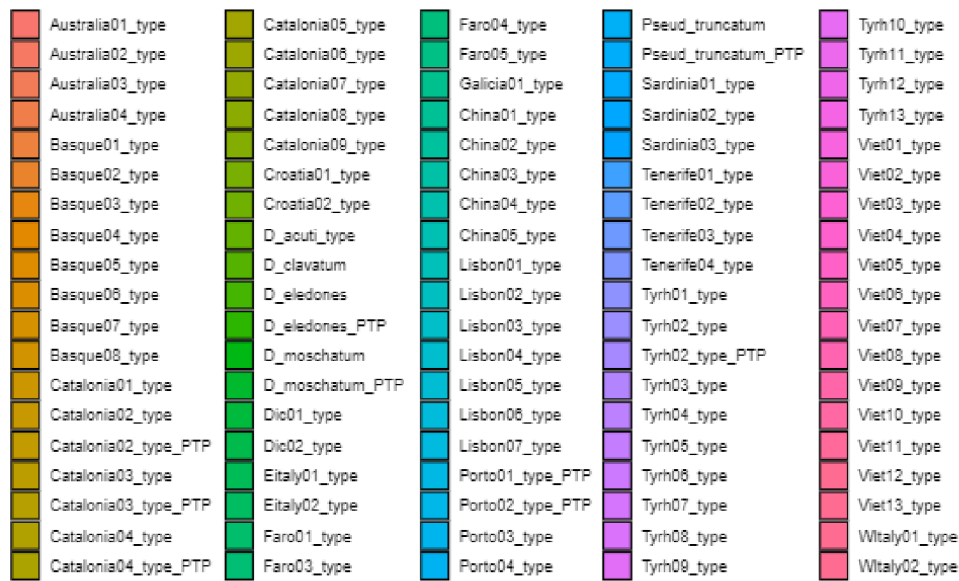 Australia01_type
Australia02_type
Australia03_type
Australia04_type
Basque01_type
Basque02_type
Basque03_type
Basque04_type
Basque05_type
Basque06_type
Basque07_type
Basque08_type
Catalonia01_type
Catalonia02_type
Catalonia02_type_PTP
Catalonia03_type
Catalonia03_type_PTP
Catalonia04_type
Catalonia04_type_PTP
Catalonia05_type
Catalonia06_type
Catalonia07_type
Catalonia08_type
Catalonia09_type
Croatia01_type
Croatia02_type
D_acuti_type
D_clavatum
D_eledones
D_eledones_PTP
D_moschatum
D_moschatum_PTP
Dic01_type
Dic02_type
Eitaly01_type
Eitaly02_type
Faro01_type
Faro03_type
Faro04_type
Faro05_type
Galicia01_type
China01_type
China02_type
China03_type
China04_type
China05_type
Lisbon01_type
Lisbon02_type
Lisbon03_type
Lisbon04_type
Lisbon05_type
Lisbon06_type
Lisbon07_type
Porto01_type_PTP
Porto02_type_PTP
Porto03_type
Porto04_type
Pseud_truncatum
Pseud_truncatum_PTP
Sardinia01_type
Sardinia02_type
Sardinia03_type
Tenerife01_type
Tenerife02_type
Tenerife03_type
Tenerife04_type
Tyrh01_type
Tyrh02_type
Tyrh02_type_PTP
Tyrh03_type
Tyrh04_type
Tyrh05_type
Tyrh06_type
Tyrh07_type
Tyrh08_type
Tyrh09_type
Tyrh10_type
Tyrh11_type
Tyrh12_type
Tyrh13_type
Viet01_type
Viet02_type
Viet03_type
Viet04_type
Viet05_type
Viet06_type
Viet07_type
Viet08_type
Viet09_type
Viet10_type
Viet11_type
Viet12_type
Viet13_type
WItaly01_type
WItaly02_type